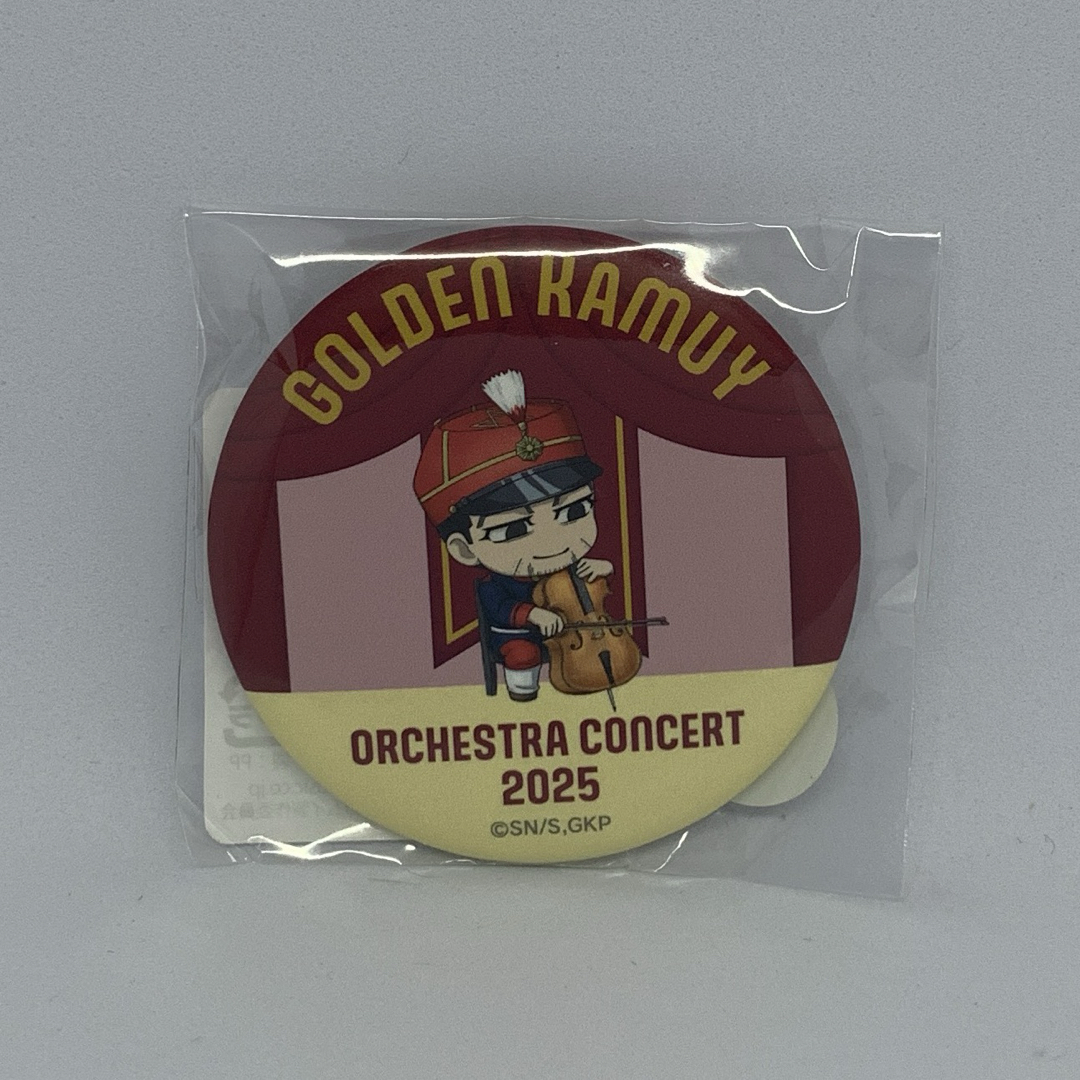 GOLDEN KAMUY
ORCHESTRA CONCERT
2025
©SN/S,GKP